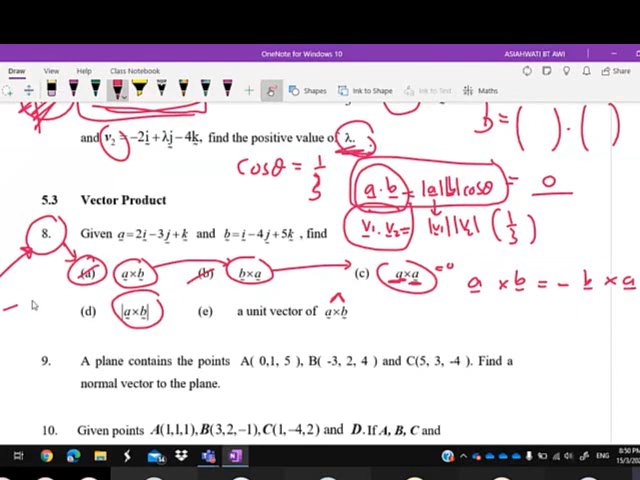 OneNote for Windows 10
ASIAHWATI BT AWI
Draw View History Class Notebook
Share
Shapes Ink to Shape Ink to Text Maths
b = ( ) · ( )
and v₂ = −2i + λj − 4k, find the positive value of λ.
cosθ = 1/3
a · b = |a||b|cosθ = 0
5.3 Vector Product
8. Given a = 2i − 3j + k and b = i − 4j + 5k, find
v₁ · v₂ = |v₁||v₂| (1/3)
(a) a×b (b) b×a (c) a×a = 0
a × b = − b × a
(d) |a×b| (e) a unit vector of a×b
9. A plane contains the points A( 0,1, 5 ), B( -3, 2, 4 ) and C(5, 3, -4 ). Find a
normal vector to the plane.
10. Given points A(1,1,1), B(3,2,−1), C(1,−4,2) and D. If A, B, C and
ENG
8:50 PM